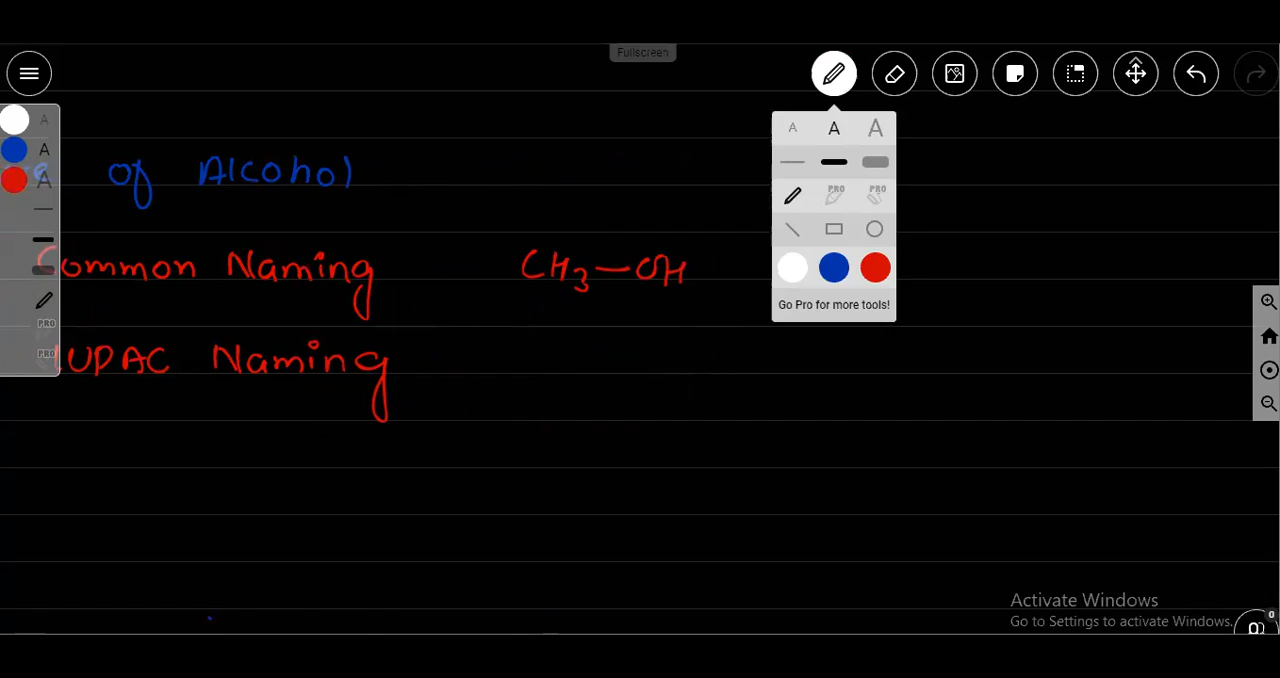 Fullscreen
A
A A A
A
A
PRO PRO
of Alcohol
Common Naming CH3—OH
Go Pro for more tools!
PRO
PRO
IUPAC Naming
Activate Windows
Go to Settings to activate Windows.
0